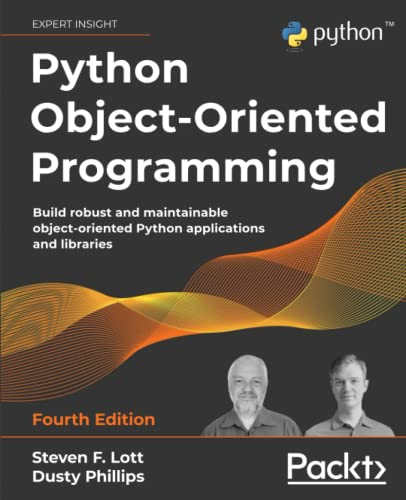 EXPERT INSIGHT
python™
Python
Object-Oriented
Programming
Build robust and maintainable
object-oriented Python applications
and libraries
Fourth Edition
Steven F. Lott
Dusty Phillips
Packt>